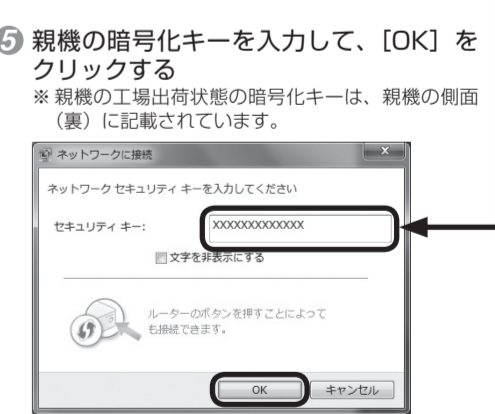 ⑤ 親機の暗号化キーを入力して、［OK］を
クリックする
※ 親機の工場出荷状態の暗号化キーは、親機の側面
（裏）に記載されています。
ネットワークに接続
ネットワーク セキュリティ キーを入力してください
セキュリティ キー:
XXXXXXXXXXXXX
文字を非表示にする
ルーターのボタンを押すことによって
も接続できます。
OK
キャンセル